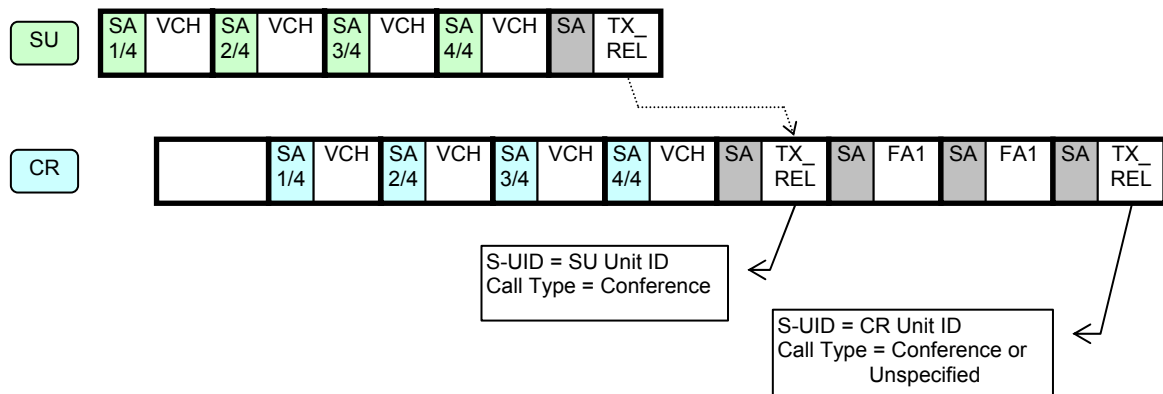 SU
SA 1/4 VCH SA 2/4 VCH SA 3/4 VCH SA 4/4 VCH SA TX_ REL
CR
SA 1/4 VCH SA 2/4 VCH SA 3/4 VCH SA 4/4 VCH SA TX_ REL SA FA1 SA FA1 SA TX_ REL
S-UID = SU Unit ID
Call Type = Conference
S-UID = CR Unit ID
Call Type = Conference or
Unspecified